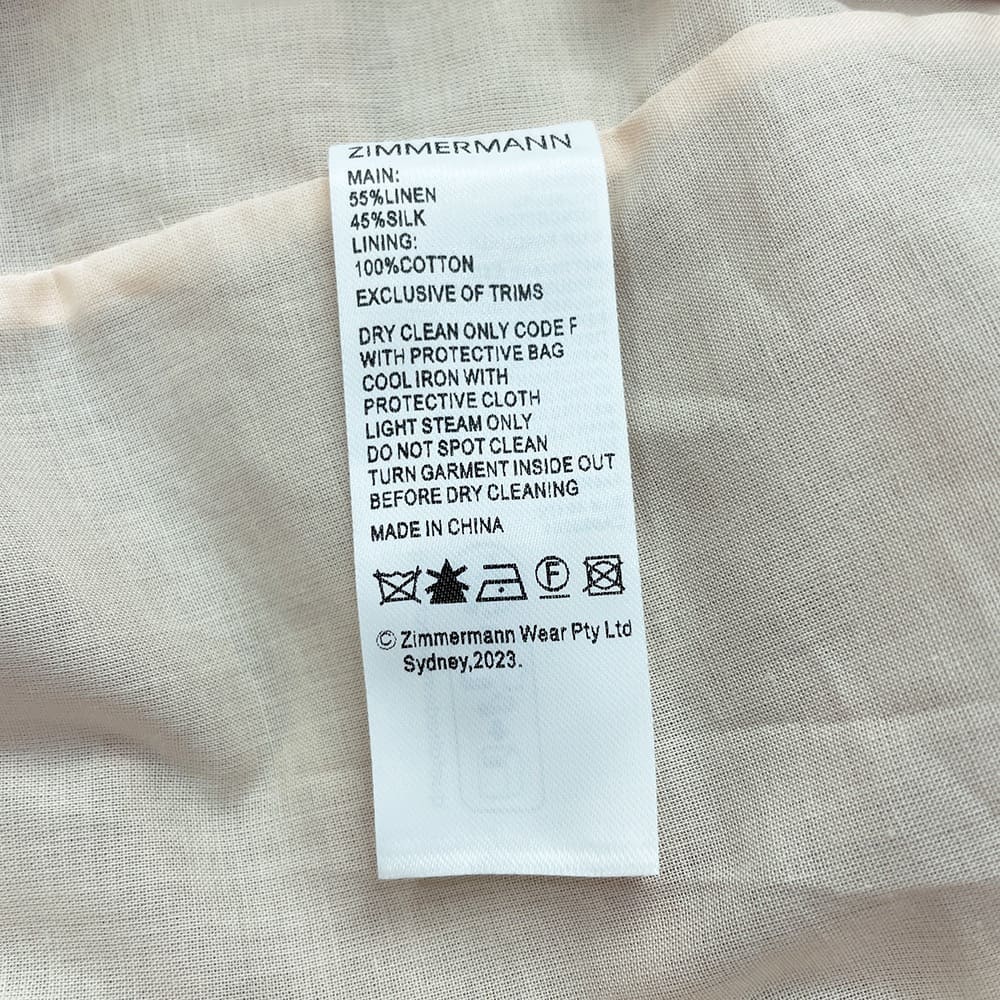 ZIMMERMANN
MAIN:
55%LINEN
45%SILK
LINING:
100%COTTON
EXCLUSIVE OF TRIMS
DRY CLEAN ONLY CODE F
WITH PROTECTIVE BAG
COOL IRON WITH
PROTECTIVE CLOTH
LIGHT STEAM ONLY
DO NOT SPOT CLEAN
TURN GARMENT INSIDE OUT
BEFORE DRY CLEANING
MADE IN CHINA
F
© Zimmermann Wear Pty Ltd
Sydney,2023.